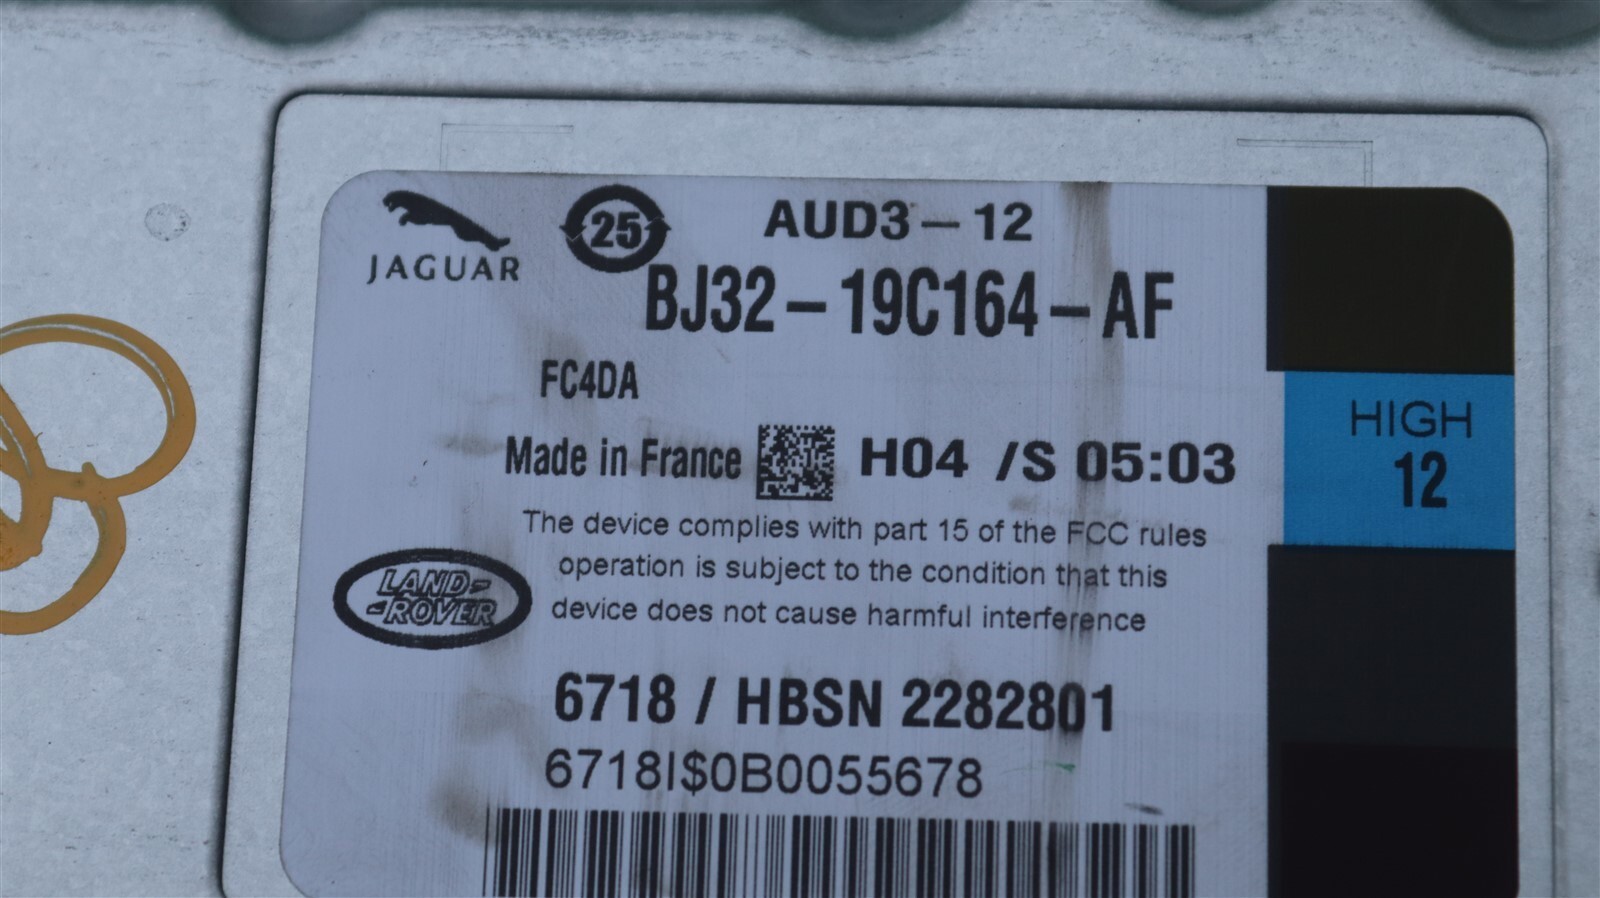 JAGUAR
25
AUD3-12
BJ32-19C164-AF
FC4DA
Made in France
H04 /S 05:03
HIGH
12
The device complies with part 15 of the FCC rules
operation is subject to the condition that this
device does not cause harmful interference
LAND-
-ROVER
6718 / HBSN 2282801
6718I$0B0055678